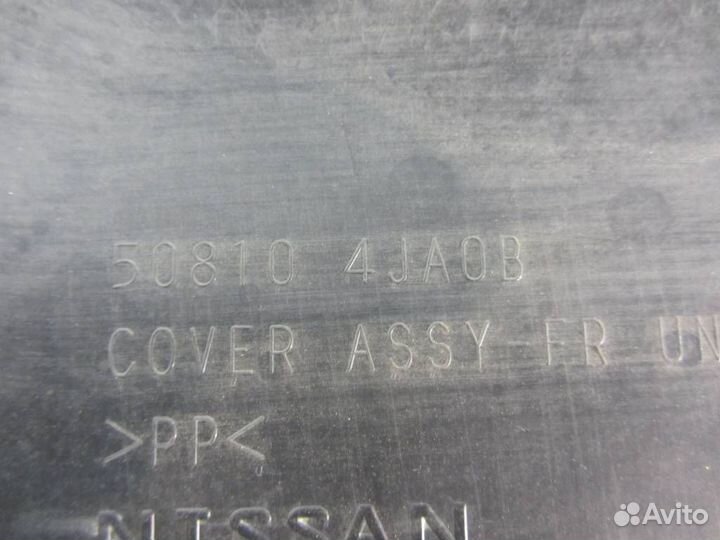 50810 4JA0B
COVER ASSY-FR UN
>PP<
NISSAN
Avito